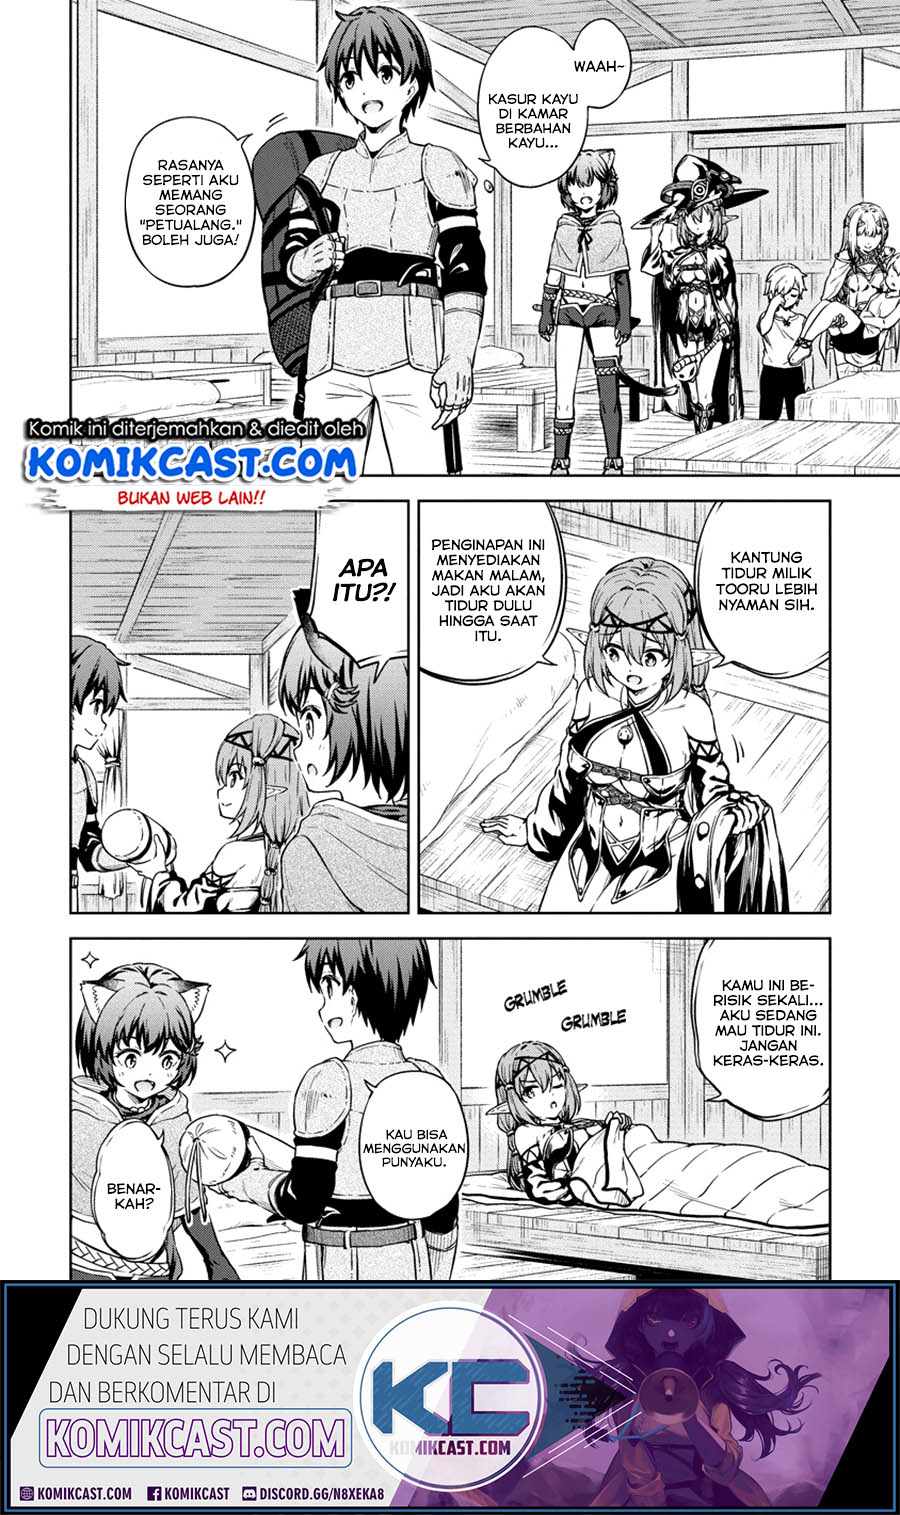 WAAH~
KASUR KAYU
DI KAMAR
BERBAHAN
KAYU...
RASANYA
SEPERTI AKU
MEMANG
SEORANG
"PETUALANG."
BOLEH JUGA!
Komik ini diterjemahkan & diedit oleh
KOMIKCAST.COM
BUKAN WEB LAIN!!
KANTUNG
TIDUR MILIK
TOORU LEBIH
NYAMAN SIH.
PENGINAPAN INI
MENYEDIAKAN
MAKAN MALAM,
JADI AKU AKAN
TIDUR DULU
HINGGA SAAT
ITU.
APA
ITU?!
KAMU INI BE-
RISIK SEKALI...
AKU SEDANG
MAU TIDUR INI.
JANGAN
KERAS-KERAS.
GRUMBLE
GRUMBLE
KAU BISA
MENGGUNAKAN
PUNYAKU.
BENAR-
KAH?
DUKUNG TERUS KAMI
DENGAN SELALU MEMBACA
DAN BERKOMENTAR DI
KOMIKCAST.COM
KC
KOMIKCAST.COM
KOMIKCAST.COM
KOMIKCAST
DISCORD.GG/N8XEKA8